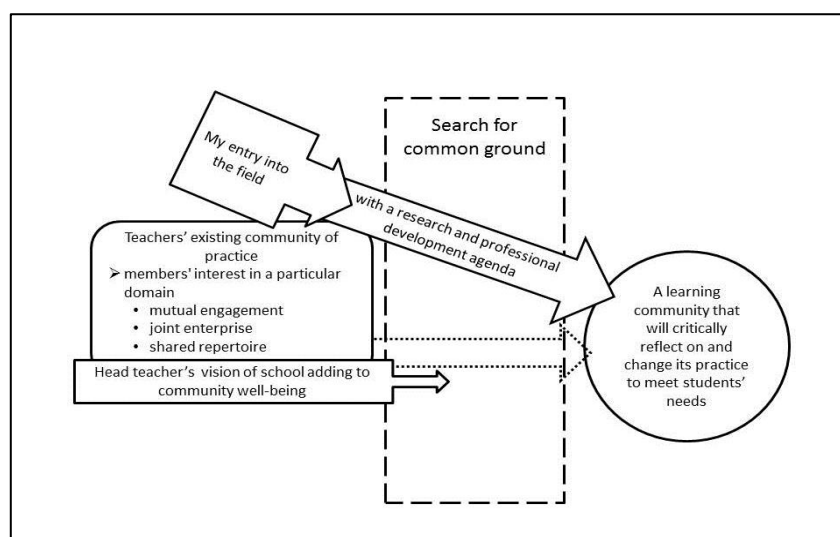 My entry into
the field
with a research and professional
development agenda
Search for
common ground
Teachers' existing community of
practice
➢ members' interest in a particular
domain
• mutual engagement
• joint enterprise
• shared repertoire
Head teacher's vision of school adding to
community well-being
A learning
community that
will critically
reflect on and
change its practice
to meet students'
needs